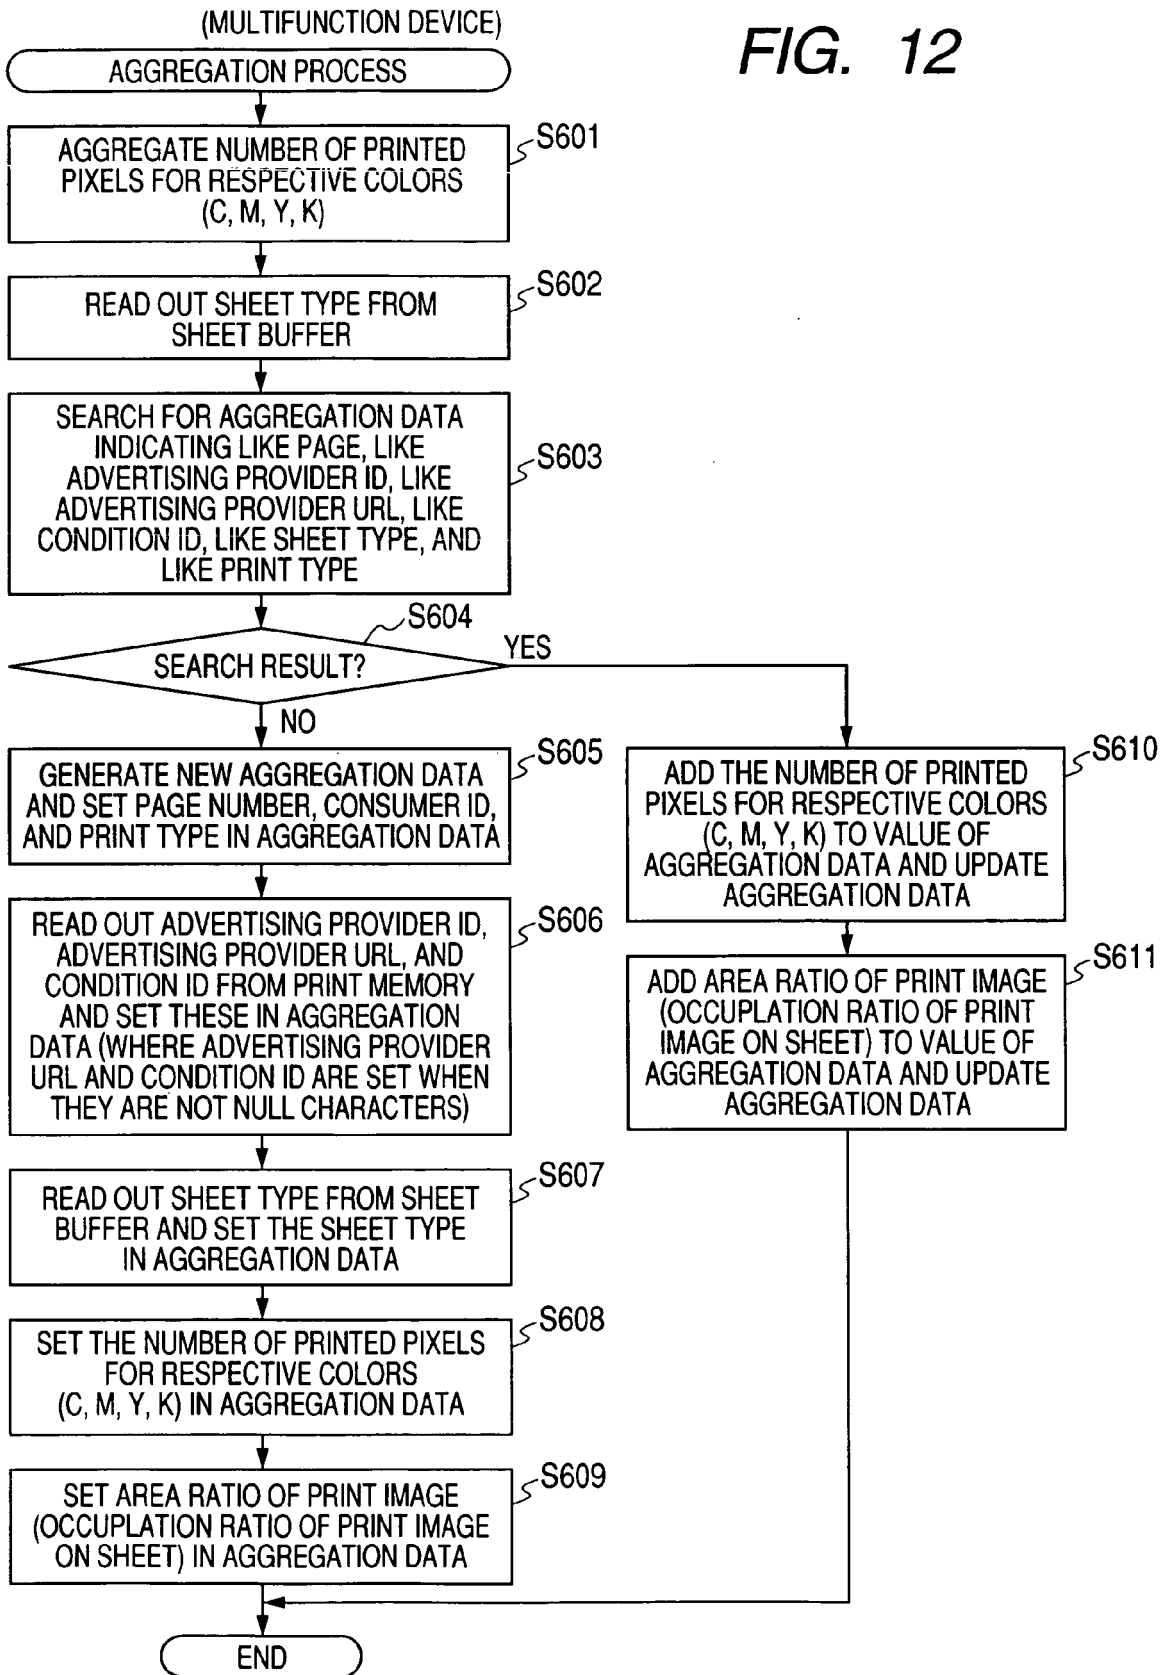 (MULTIFUNCTION DEVICE)
FIG. 12
AGGREGATION PROCESS
S601
AGGREGATE NUMBER OF PRINTED
PIXELS FOR RESPECTIVE COLORS
(C, M, Y, K)
S602
READ OUT SHEET TYPE FROM
SHEET BUFFER
S603
SEARCH FOR AGGREGATION DATA
INDICATING LIKE PAGE, LIKE
ADVERTISING PROVIDER ID, LIKE
ADVERTISING PROVIDER URL, LIKE
CONDITION ID, LIKE SHEET TYPE, AND
LIKE PRINT TYPE
S604
SEARCH RESULT?
YES
NO
S605
GENERATE NEW AGGREGATION DATA
AND SET PAGE NUMBER, CONSUMER ID,
AND PRINT TYPE IN AGGREGATION DATA
S606
READ OUT ADVERTISING PROVIDER ID,
ADVERTISING PROVIDER URL, AND
CONDITION ID FROM PRINT MEMORY
AND SET THESE IN AGGREGATION
DATA (WHERE ADVERTISING PROVIDER
URL AND CONDITION ID ARE SET WHEN
THEY ARE NOT NULL CHARACTERS)
S607
READ OUT SHEET TYPE FROM SHEET
BUFFER AND SET THE SHEET TYPE
IN AGGREGATION DATA
S608
SET THE NUMBER OF PRINTED PIXELS
FOR RESPECTIVE COLORS
(C, M, Y, K) IN AGGREGATION DATA
S609
SET AREA RATIO OF PRINT IMAGE
(OCCUPLATION RATIO OF PRINT IMAGE
ON SHEET) IN AGGREGATION DATA
S610
ADD THE NUMBER OF PRINTED
PIXELS FOR RESPECTIVE COLORS
(C, M, Y, K) TO VALUE OF
AGGREGATION DATA AND UPDATE
AGGREGATION DATA
S611
ADD AREA RATIO OF PRINT IMAGE
(OCCUPLATION RATIO OF PRINT
IMAGE ON SHEET) TO VALUE OF
AGGREGATION DATA AND UPDATE
AGGREGATION DATA
END